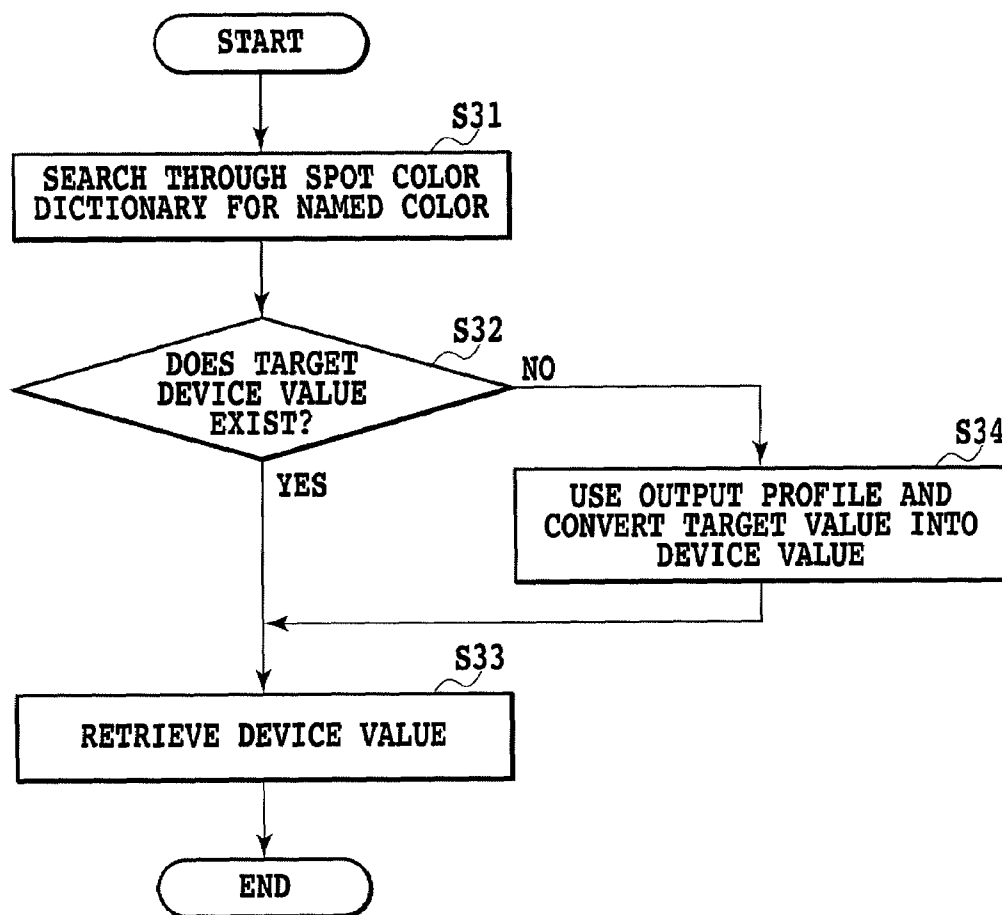 START
S31
SEARCH THROUGH SPOT COLOR
DICTIONARY FOR NAMED COLOR
S32
DOES TARGET
DEVICE VALUE
EXIST?
NO
YES
S34
USE OUTPUT PROFILE AND
CONVERT TARGET VALUE INTO
DEVICE VALUE
S33
RETRIEVE DEVICE VALUE
END